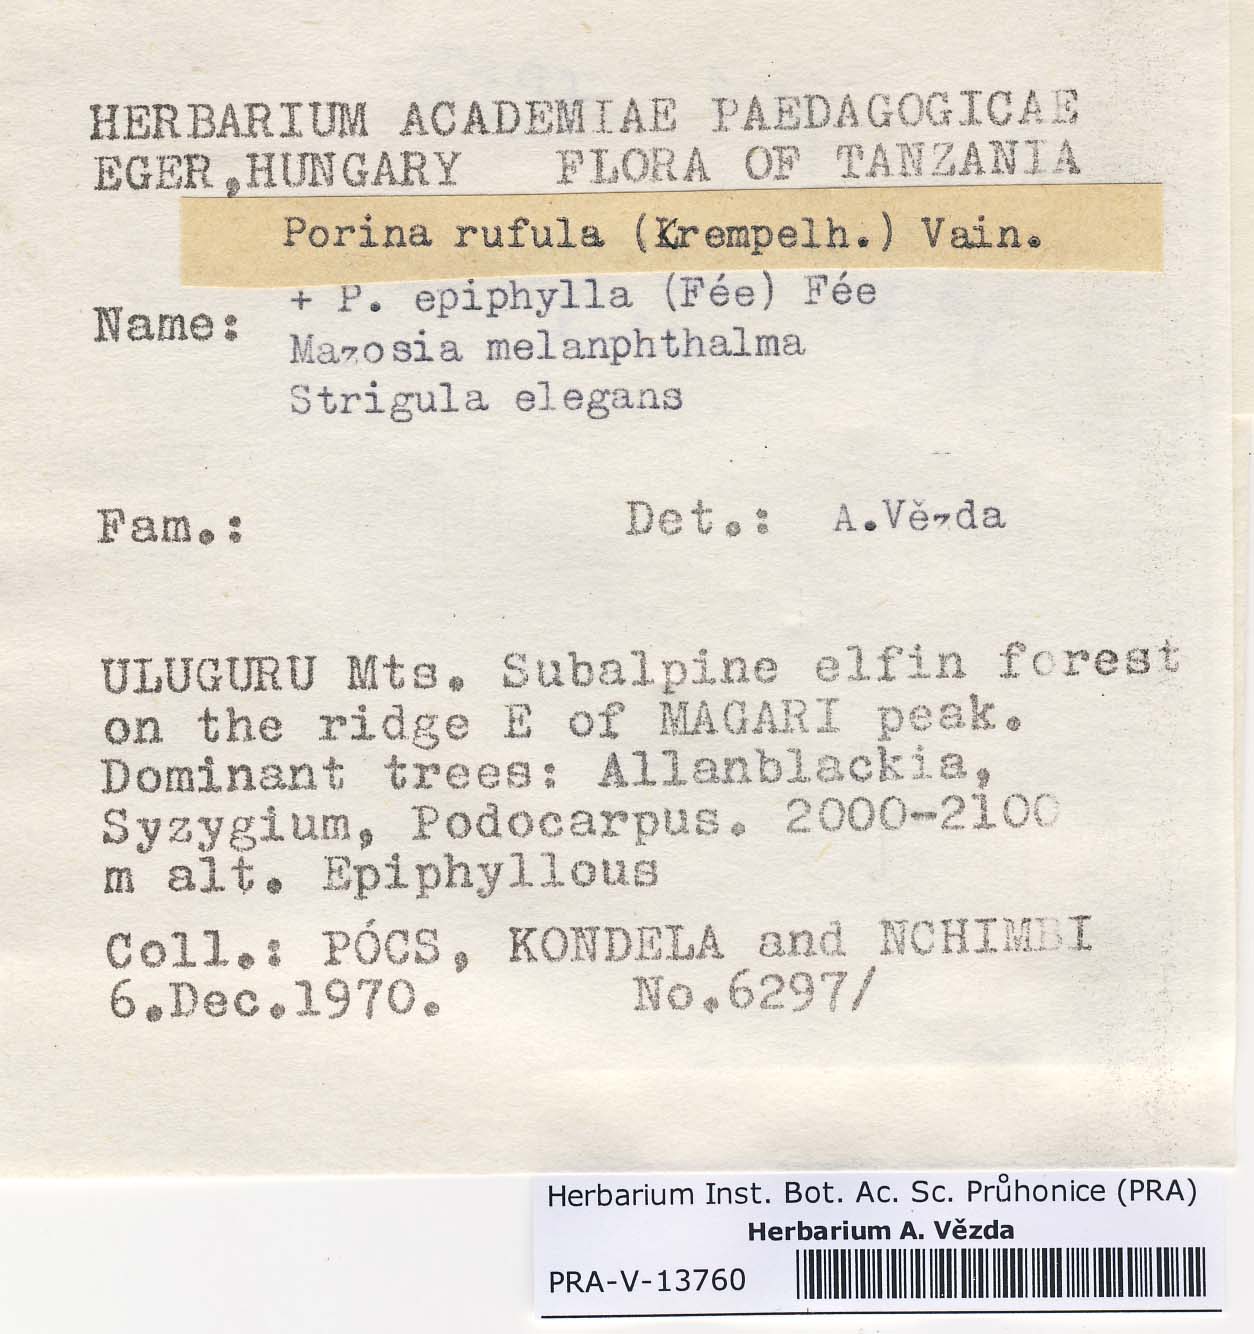 HERBARIUM ACADEMIAE PAEDAGOGICAE
EGER,HUNGARY FLORA OF TANZANIA
Porina rufula (Krempelh.) Vain.
+ P. epiphylla (Fée) Fée
Name:
Mazosia melanphthalma
Strigula elegans
Fam.: Det.: A.Vězda
ULUGURU Mts. Subalpine elfin forest
on the ridge E of MAGARI peak.
Dominant trees: Allanblackia,
Syzygium, Podocarpus. 2000-2100
m alt. Epiphyllous
Coll.: PÓCS, KONDELA and NCHIMBI
6.Dec.1970. No.6297/
Herbarium Inst. Bot. Ac. Sc. Průhonice (PRA)
Herbarium A. Vězda
PRA-V-13760